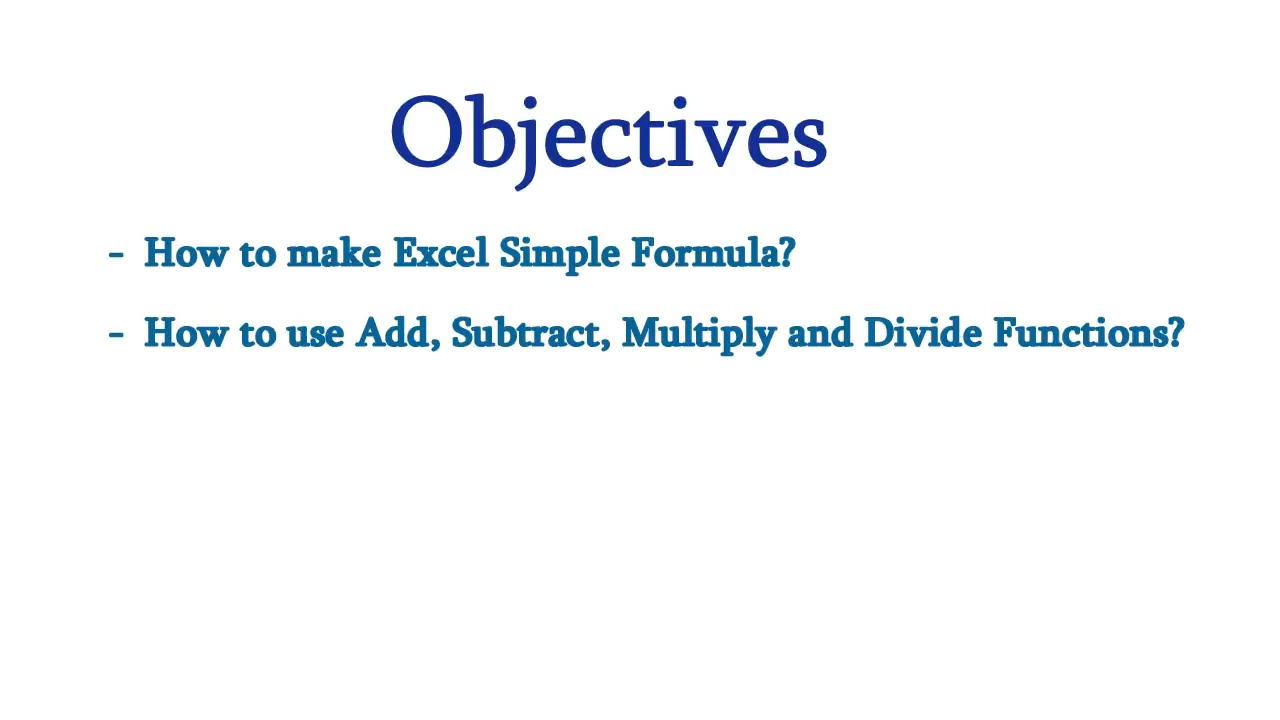 Objectives
- How to make Excel Simple Formula?
- How to use Add, Subtract, Multiply and Divide Functions?